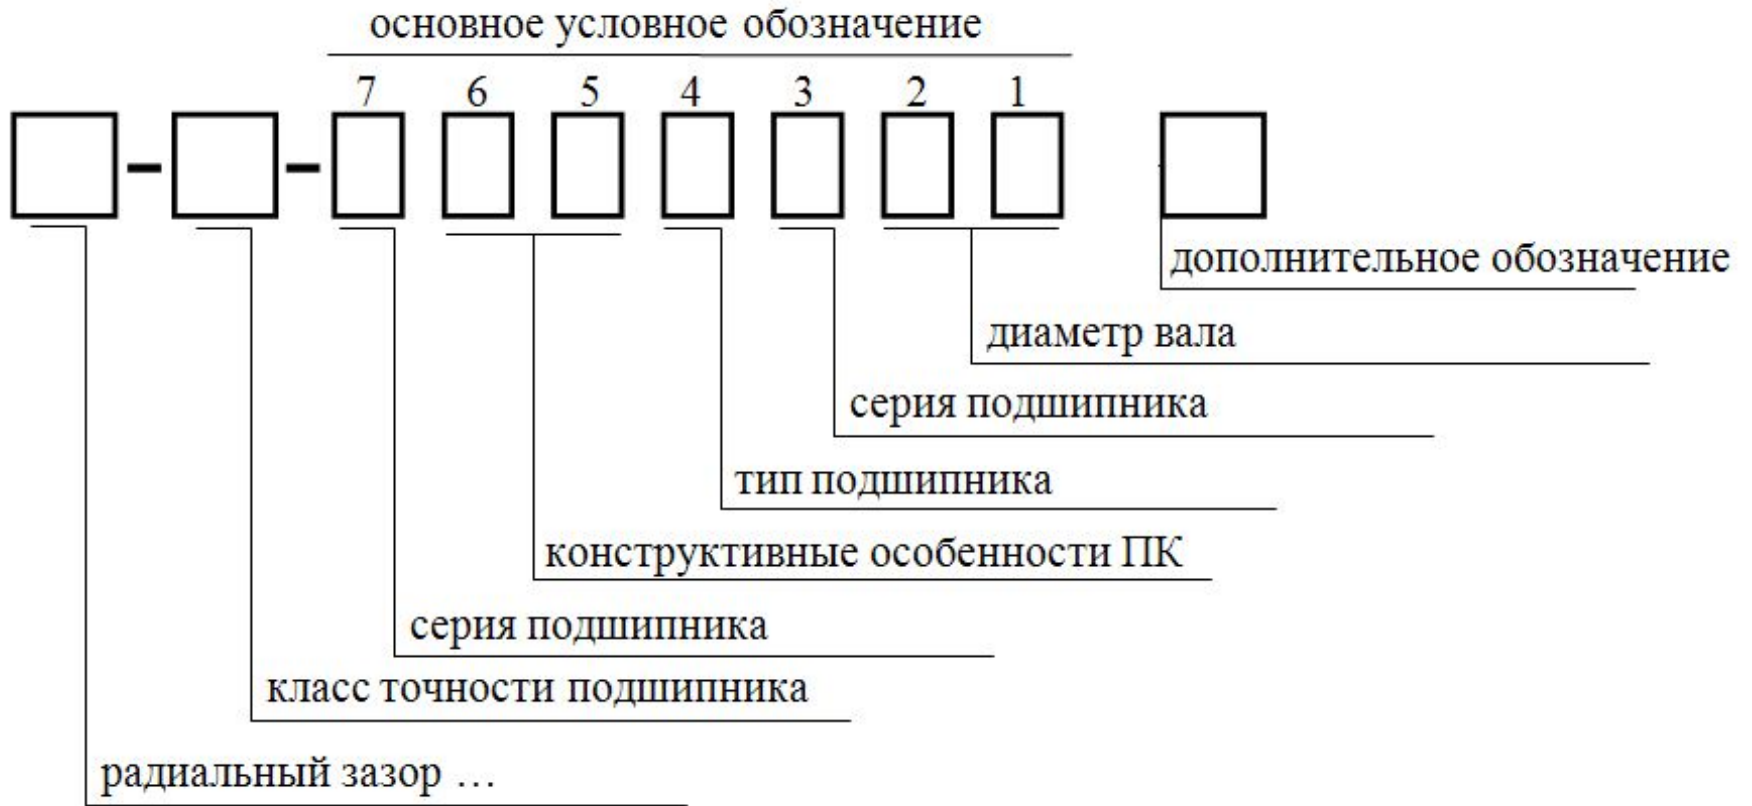 основное условное обозначение
7 6 5 4 3 2 1
дополнительное обозначение
диаметр вала
серия подшипника
тип подшипника
конструктивные особенности ПК
серия подшипника
класс точности подшипника
радиальный зазор ...